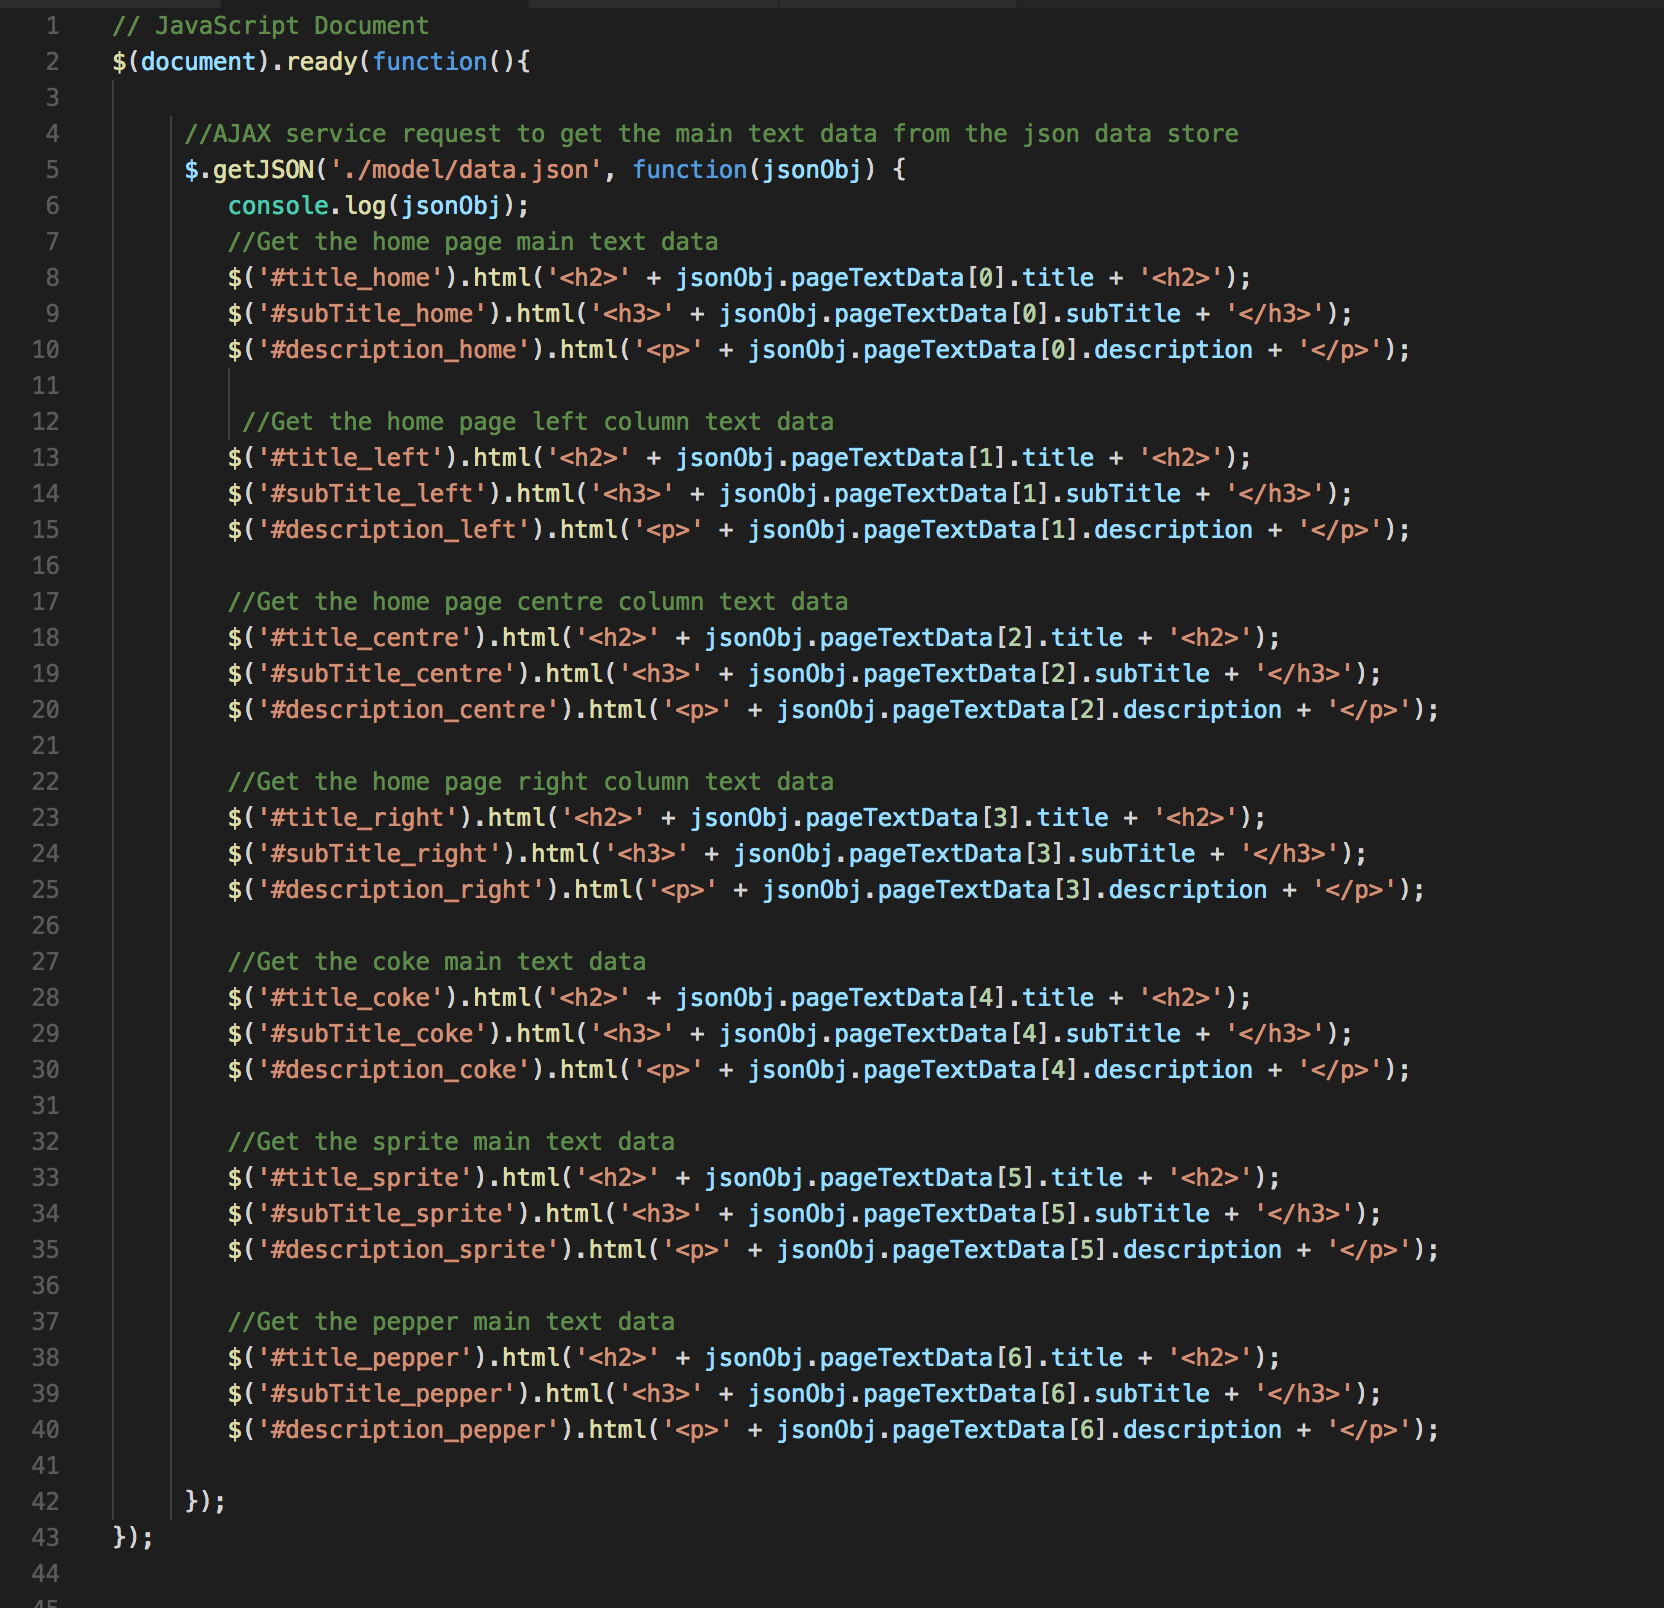 1 // JavaScript Document
2 $(document).ready(function(){
3
4 //AJAX service request to get the main text data from the json data store
5 $.getJSON('./model/data.json', function(jsonObj) {
6 console.log(jsonObj);
7 //Get the home page main text data
8 $('#title_home').html('<h2>' + jsonObj.pageTextData[0].title + '<h2>');
9 $('#subTitle_home').html('<h3>' + jsonObj.pageTextData[0].subTitle + '</h3>');
10 $('#description_home').html('<p>' + jsonObj.pageTextData[0].description + '</p>');
11
12 //Get the home page left column text data
13 $('#title_left').html('<h2>' + jsonObj.pageTextData[1].title + '<h2>');
14 $('#subTitle_left').html('<h3>' + jsonObj.pageTextData[1].subTitle + '</h3>');
15 $('#description_left').html('<p>' + jsonObj.pageTextData[1].description + '</p>');
16
17 //Get the home page centre column text data
18 $('#title_centre').html('<h2>' + jsonObj.pageTextData[2].title + '<h2>');
19 $('#subTitle_centre').html('<h3>' + jsonObj.pageTextData[2].subTitle + '</h3>');
20 $('#description_centre').html('<p>' + jsonObj.pageTextData[2].description + '</p>');
21
22 //Get the home page right column text data
23 $('#title_right').html('<h2>' + jsonObj.pageTextData[3].title + '<h2>');
24 $('#subTitle_right').html('<h3>' + jsonObj.pageTextData[3].subTitle + '</h3>');
25 $('#description_right').html('<p>' + jsonObj.pageTextData[3].description + '</p>');
26
27 //Get the coke main text data
28 $('#title_coke').html('<h2>' + jsonObj.pageTextData[4].title + '<h2>');
29 $('#subTitle_coke').html('<h3>' + jsonObj.pageTextData[4].subTitle + '</h3>');
30 $('#description_coke').html('<p>' + jsonObj.pageTextData[4].description + '</p>');
31
32 //Get the sprite main text data
33 $('#title_sprite').html('<h2>' + jsonObj.pageTextData[5].title + '<h2>');
34 $('#subTitle_sprite').html('<h3>' + jsonObj.pageTextData[5].subTitle + '</h3>');
35 $('#description_sprite').html('<p>' + jsonObj.pageTextData[5].description + '</p>');
36
37 //Get the pepper main text data
38 $('#title_pepper').html('<h2>' + jsonObj.pageTextData[6].title + '<h2>');
39 $('#subTitle_pepper').html('<h3>' + jsonObj.pageTextData[6].subTitle + '</h3>');
40 $('#description_pepper').html('<p>' + jsonObj.pageTextData[6].description + '</p>');
41
42 });
43 });
44
45